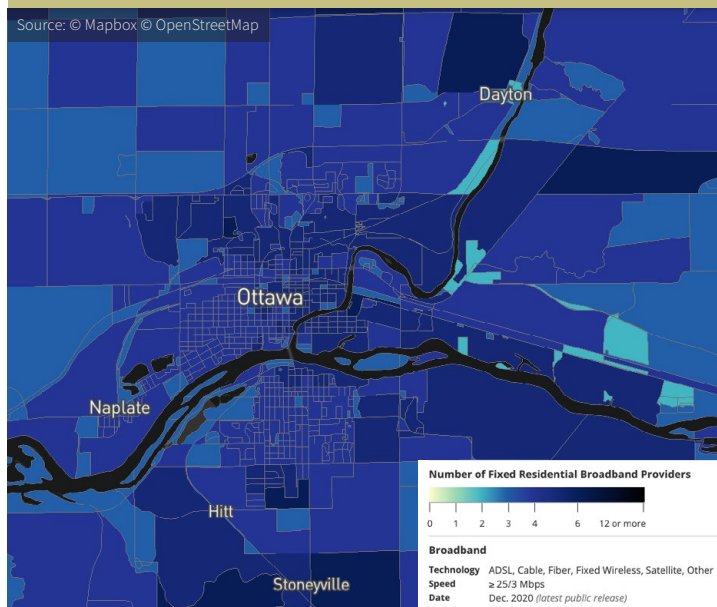 Source: © Mapbox © OpenStreetMap
Dayton
Ottawa
Naplate
Hitt
Stoneyville
Number of Fixed Residential Broadband Providers
0 1 2 3 4 6 12 or more
Broadband
Technology ADSL, Cable, Fiber, Fixed Wireless, Satellite, Other
Speed ≥ 25/3 Mbps
Date Dec. 2020 (latest public release)